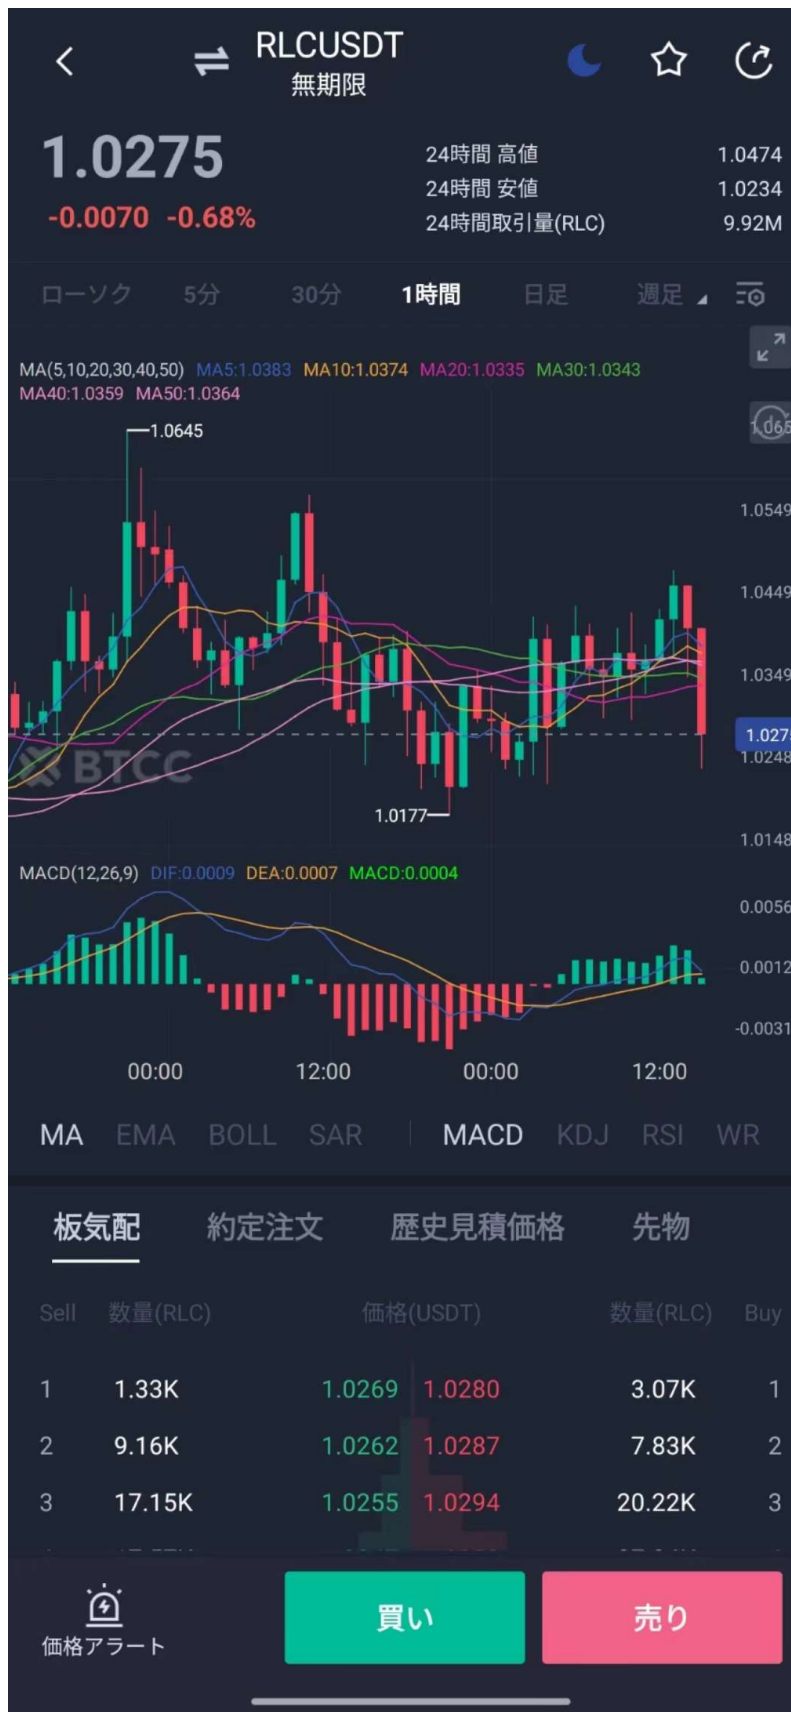 RLCUSDT
無期限
1.0275
-0.0070 -0.68%
24時間 高値 1.0474
24時間 安値 1.0234
24時間取引量(RLC) 9.92M
ローソク 5分 30分 1時間 日足 週足
MA(5,10,20,30,40,50) MA5:1.0383 MA10:1.0374 MA20:1.0335 MA30:1.0343
MA40:1.0359 MA50:1.0364
1.0645
1.065
1.0549
1.0449
1.0349
1.0275
1.0248
BTCC
1.0177
1.0148
MACD(12,26,9) DIF:0.0009 DEA:0.0007 MACD:0.0004
0.0056
0.0012
-0.0031
00:00 12:00 00:00 12:00
MA EMA BOLL SAR MACD KDJ RSI WR
板気配 約定注文 歴史見積価格 先物
Sell 数量(RLC) 価格(USDT) 数量(RLC) Buy
1 1.33K 1.0269 1.0280 3.07K 1
2 9.16K 1.0262 1.0287 7.83K 2
3 17.15K 1.0255 1.0294 20.22K 3
価格アラート
買い
売り